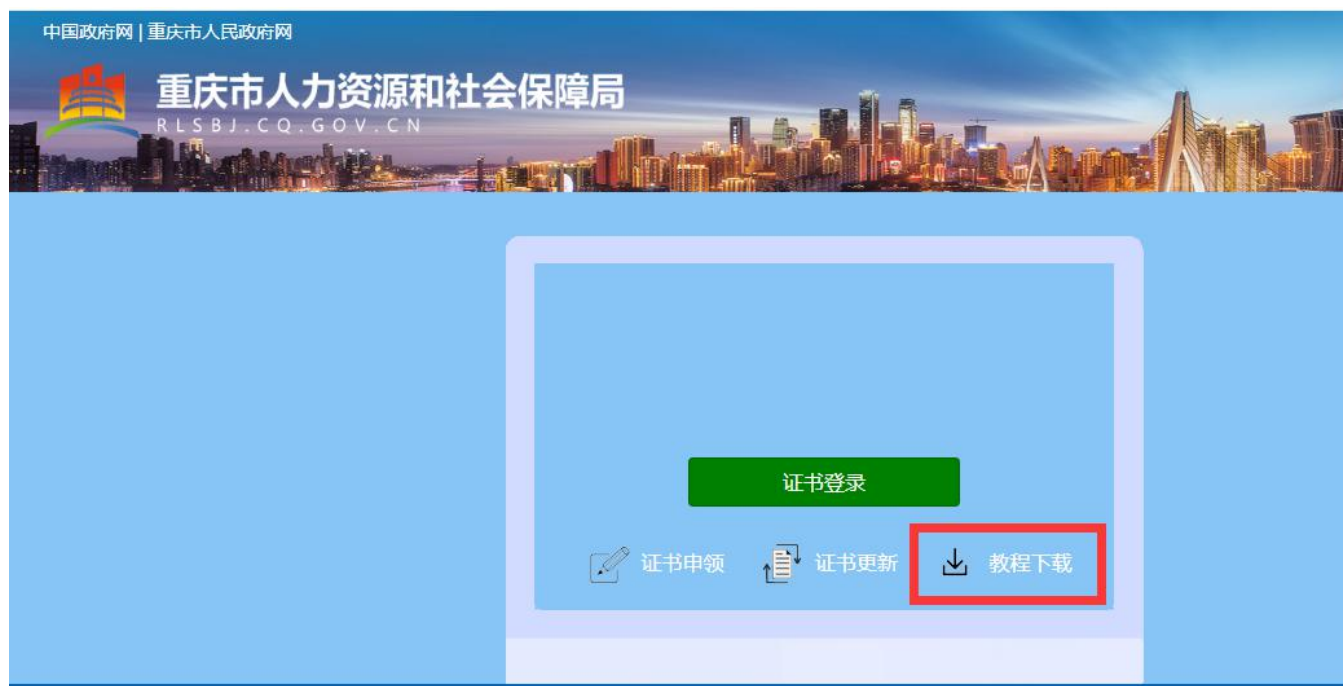 中国政府网 | 重庆市人民政府网
重庆市人力资源和社会保障局
RLSBJ.CQ.GOV.CN
证书登录
证书申领 证书更新 教程下载